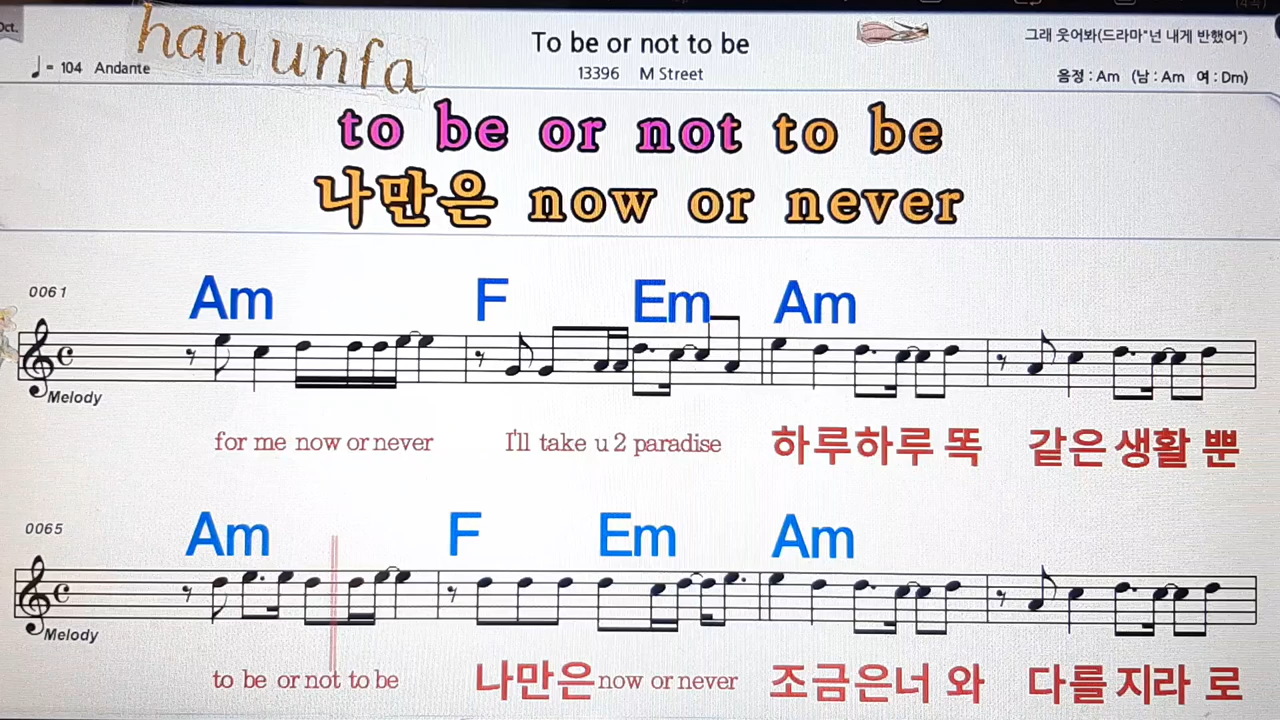 Oct.
han unfa
♩= 104 Andante
To be or not to be
13396 M Street
그래 웃어봐(드라마"넌 내게 반했어")
음정 : Am (남 : Am 여 : Dm)
to be or not to be
나만은 now or never
0061
Am F Em Am
Melody
for me now or never I'll take u 2 paradise 하루하루 똑 같은 생활 뿐
0065
Am F Em Am
Melody
to be or not to be 나만은 now or never 조금은너 와 다를 지라 로